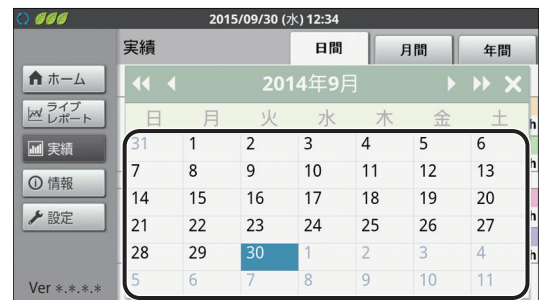 2015/09/30 (水) 12:34
実績
日間
月間
年間
ホーム
ライブ
レポート
実績
情報
設定
Ver *.*.*.*
2014年9月
日 月 火 水 木 金 土
31 1 2 3 4 5 6
7 8 9 10 11 12 13
14 15 16 17 18 19 20
21 22 23 24 25 26 27
28 29 30 1 2 3 4
5 6 7 8 9 10 11
h
h
h
h